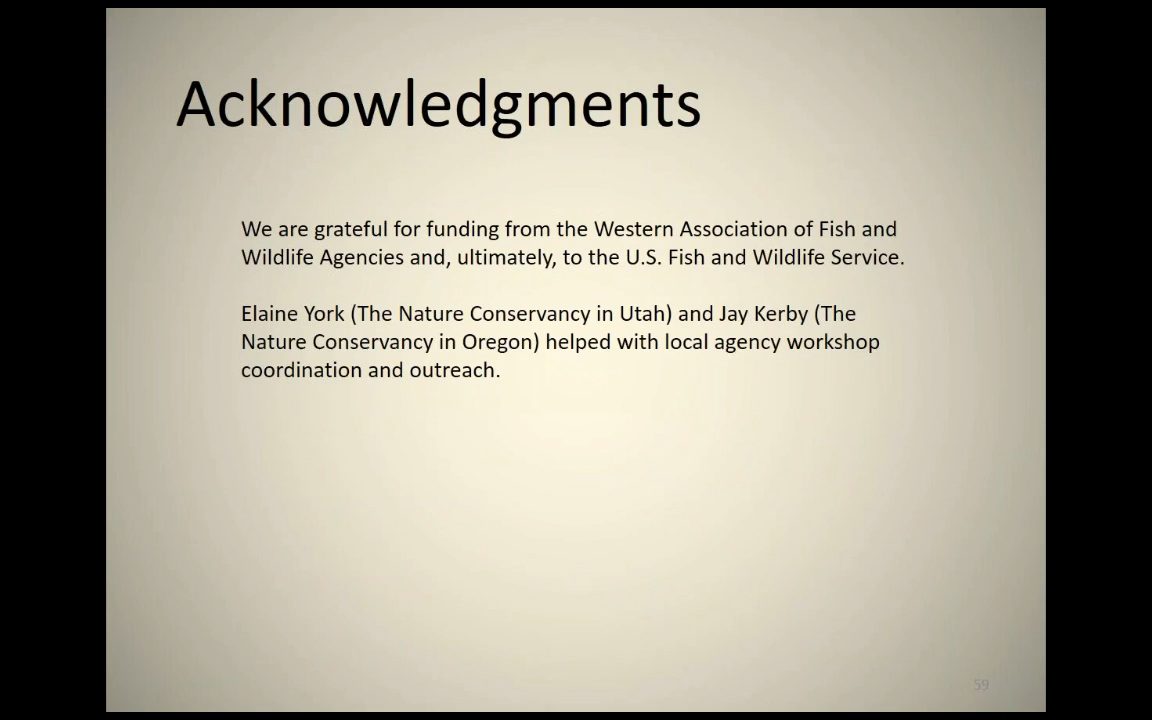 Acknowledgments
We are grateful for funding from the Western Association of Fish and
Wildlife Agencies and, ultimately, to the U.S. Fish and Wildlife Service.
Elaine York (The Nature Conservancy in Utah) and Jay Kerby (The
Nature Conservancy in Oregon) helped with local agency workshop
coordination and outreach.
59